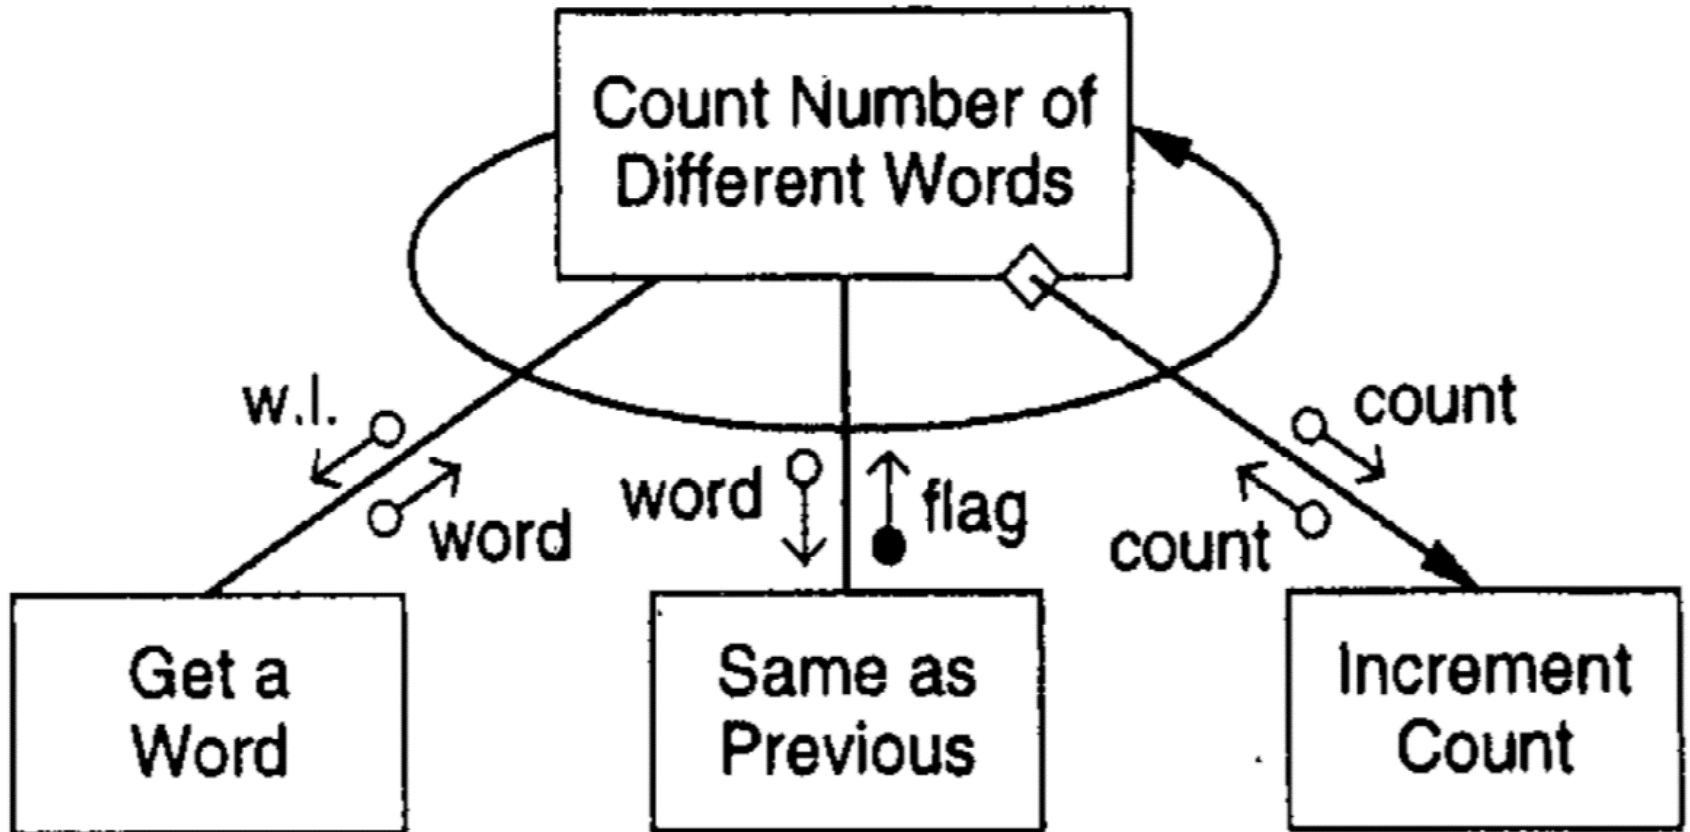 Count Number of
Different Words
w.l.
word
word
flag
count
count
Get a
Word
Same as
Previous
Increment
Count